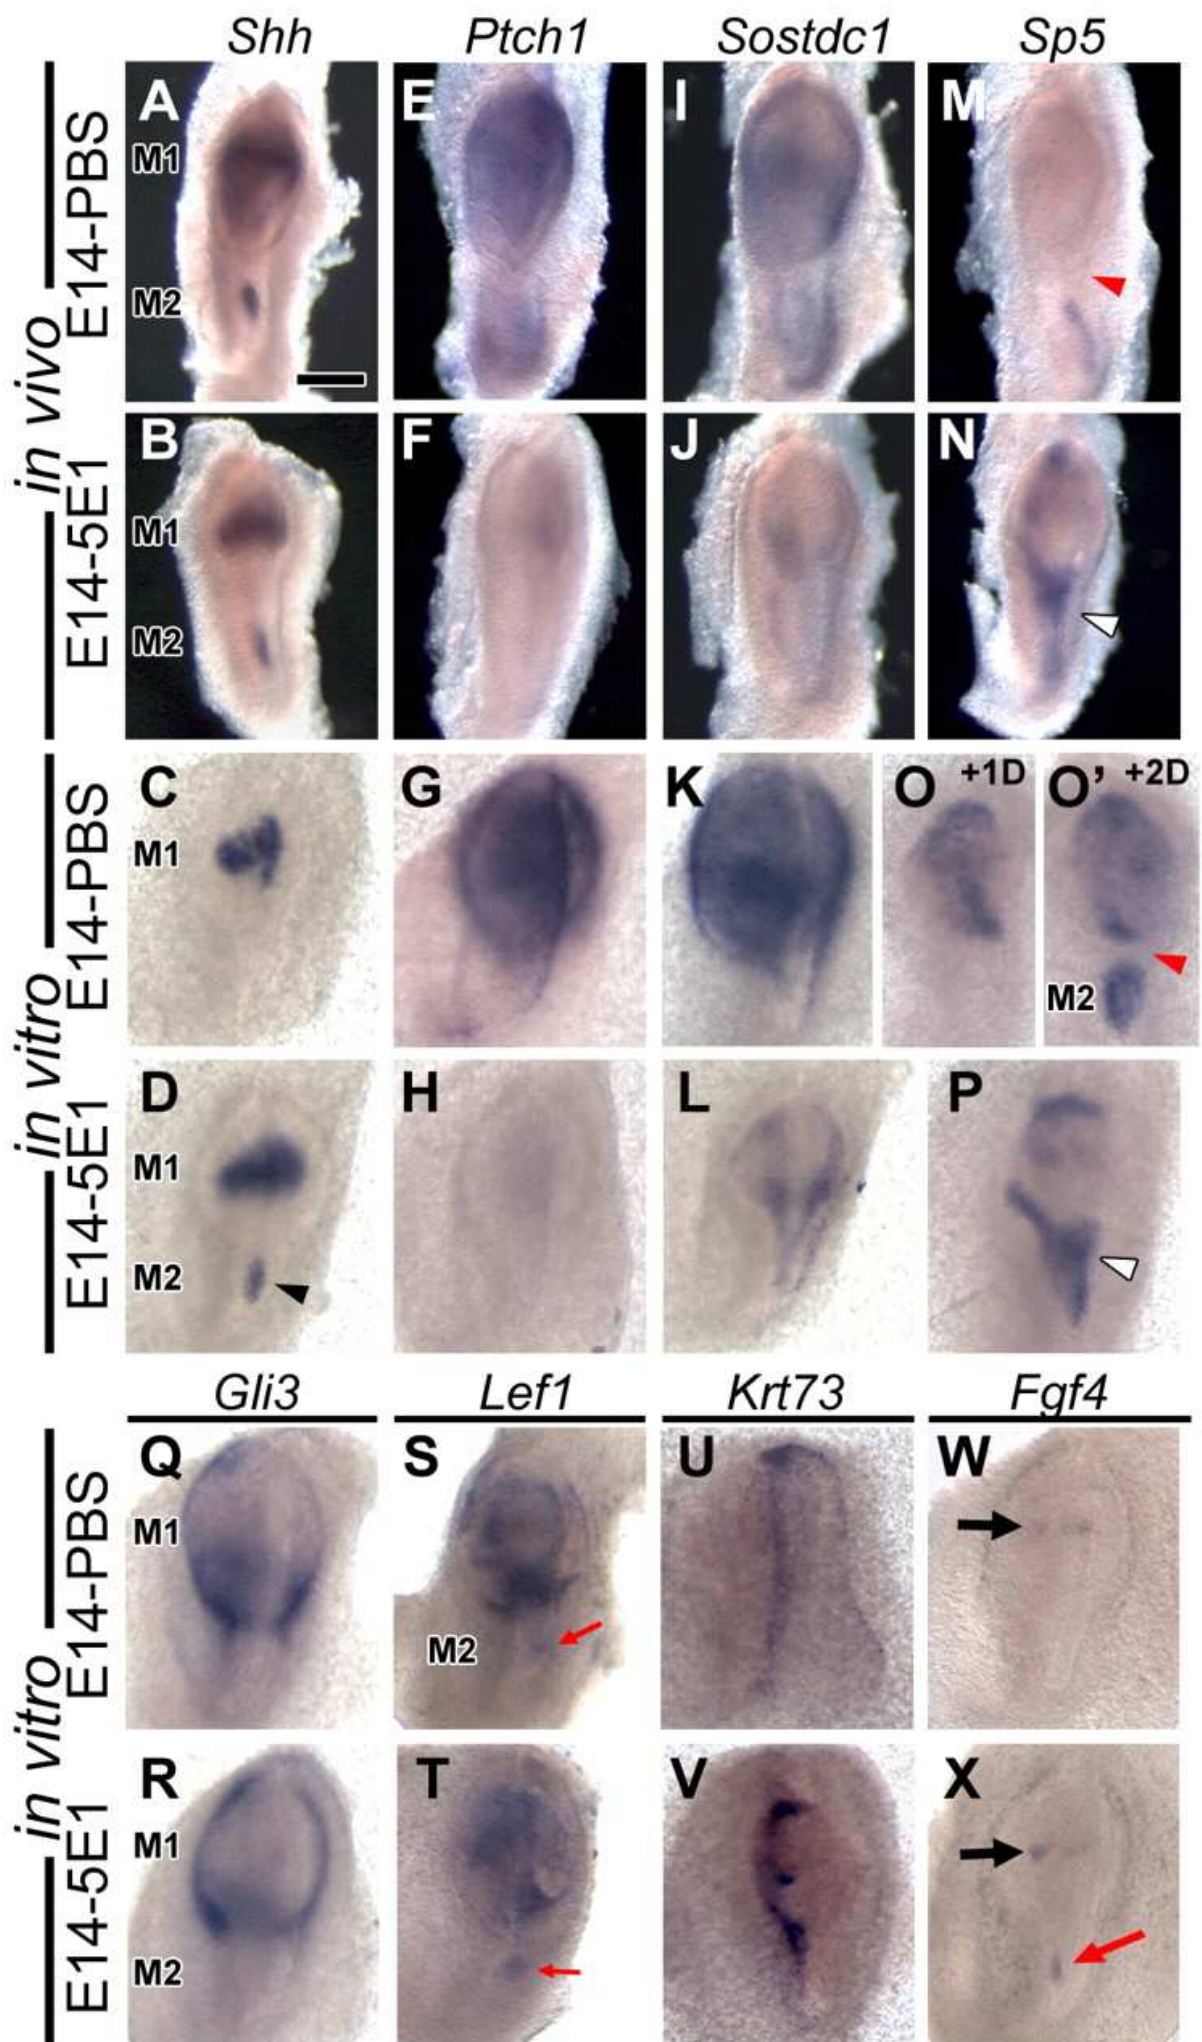 Shh Ptch1 Sostdc1 Sp5
in vivo
E14-PBS
A E I M
M1
M2
E14-5E1
B F J N
M1
M2
in vitro
E14-PBS
C G K O +1D O’ +2D
M1
M2
E14-5E1
D H L P
M1
M2
Gli3 Lef1 Krt73 Fgf4
in vitro
E14-PBS
Q S U W
M1
M2
E14-5E1
R T V X
M1
M2